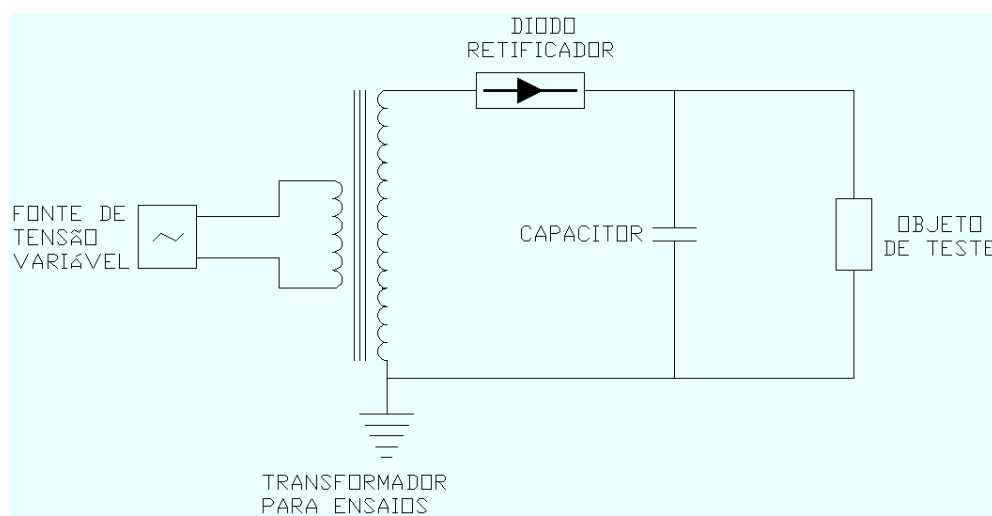 DIODO
RETIFICADOR
FONTE DE
TENSÃO
VARIÁVEL
CAPACITOR
OBJETO
DE TESTE
TRANSFORMADOR
PARA ENSAIOS